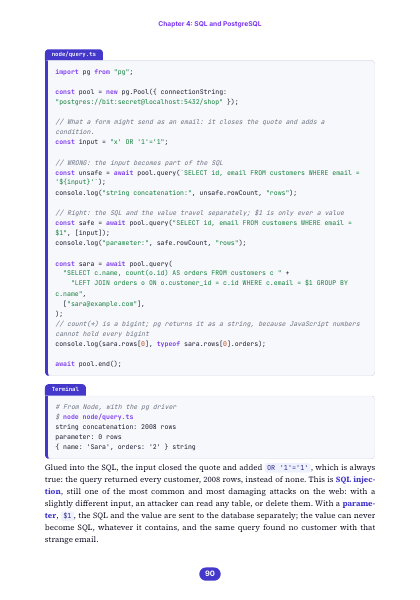 Chapter 4: SQL and PostgreSQL
node/query.ts
import pg from "pg";
const pool = new pg.Pool({ connectionString:
"postgres://bit:secret@localhost:5432/shop" });
// What a form might send as an email: it closes the quote and adds a
condition.
const input = "x' OR '1'='1";
// WRONG: the input becomes part of the SQL
const unsafe = await pool.query(`SELECT id, email FROM customers WHERE email =
'${input}'`);
console.log("string concatenation:", unsafe.rowCount, "rows");
// Right: the SQL and the value travel separately; $1 is only ever a value
const safe = await pool.query("SELECT id, email FROM customers WHERE email =
$1", [input]);
console.log("parameter:", safe.rowCount, "rows");
const sara = await pool.query(
"SELECT c.name, count(o.id) AS orders FROM customers c " +
"LEFT JOIN orders o ON o.customer_id = c.id WHERE c.email = $1 GROUP BY
c.name",
["sara@example.com"],
);
// count(*) is a bigint; pg returns it as a string, because JavaScript numbers
cannot hold every bigint
console.log(sara.rows[0], typeof sara.rows[0].orders);
await pool.end();
Terminal
# From Node, with the pg driver
$ node node/query.ts
string concatenation: 2008 rows
parameter: 0 rows
{ name: 'Sara', orders: '2' } string
Glued into the SQL, the input closed the quote and added OR '1'='1', which is always
true: the query returned every customer, 2008 rows, instead of none. This is SQL injec-
tion, still one of the most common and most damaging attacks on the web: with a
slightly different input, an attacker can read any table, or delete them. With a parame-
ter, $1, the SQL and the value are sent to the database separately; the value can never
become SQL, whatever it contains, and the same query found no customer with that
strange email.
90